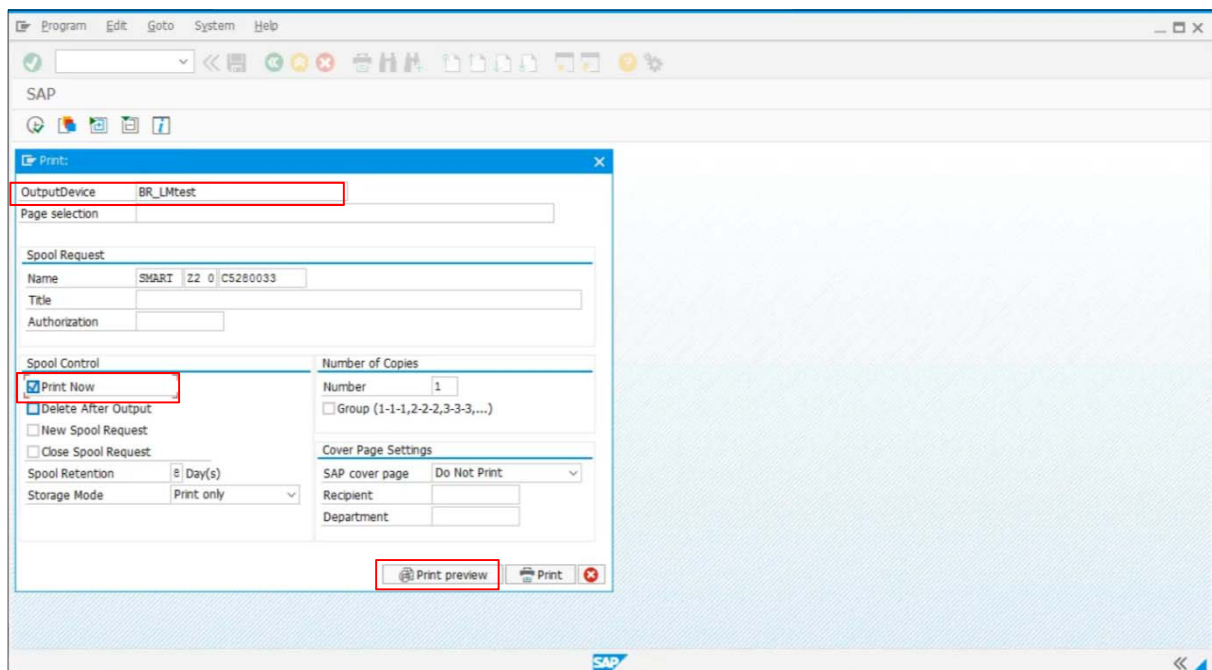 Program Edit Goto System Help
SAP
Print:
OutputDevice BR_LMtest
Page selection
Spool Request
Name SMART Z2 0 C5280033
Title
Authorization
Spool Control
Print Now
Delete After Output
New Spool Request
Close Spool Request
Spool Retention 8 Day(s)
Storage Mode Print only
Number of Copies
Number 1
Group (1-1-1,2-2-2,3-3-3,...)
Cover Page Settings
SAP cover page Do Not Print
Recipient
Department
Print preview Print
SAP